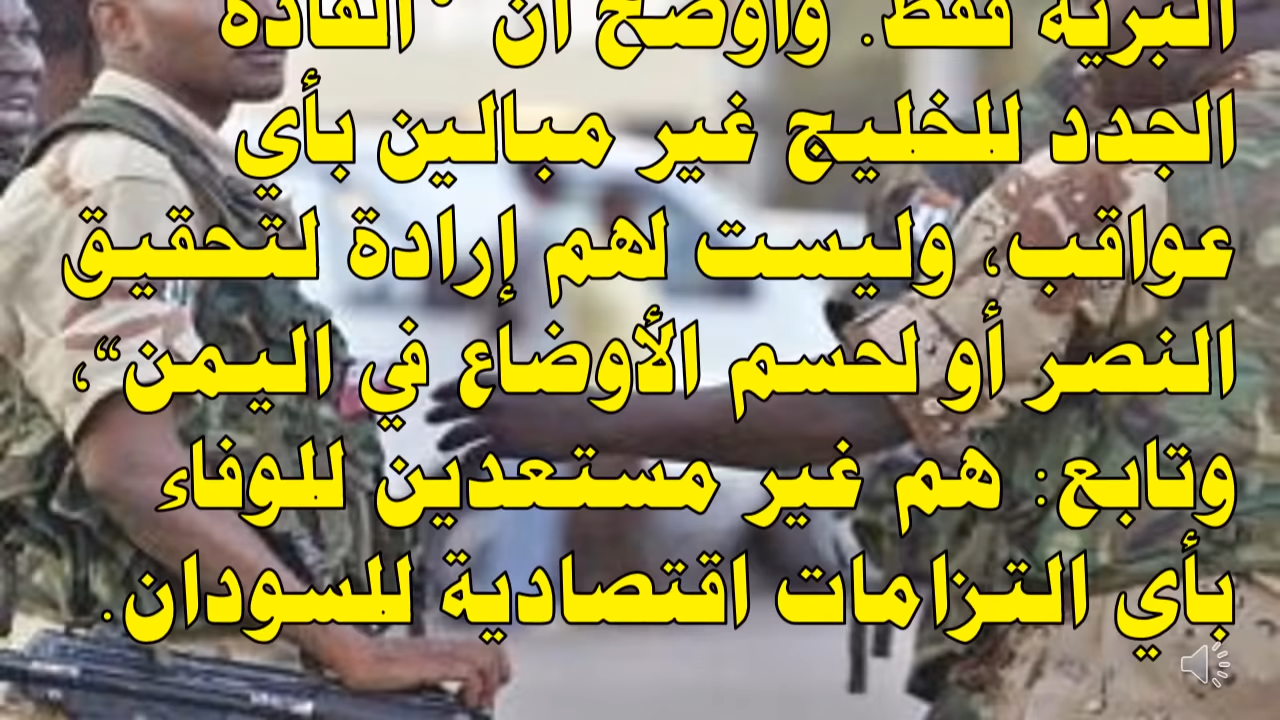 البرية فقط. وأوضح أن "القادة
الجدد للخليج غير مبالين بأي
عواقب، وليست لهم إرادة لتحقيق
النصر أو لحسم الأوضاع في اليمن“،
وتابع: هم غير مستعدين للوفاء
بأي التزامات اقتصادية للسودان.